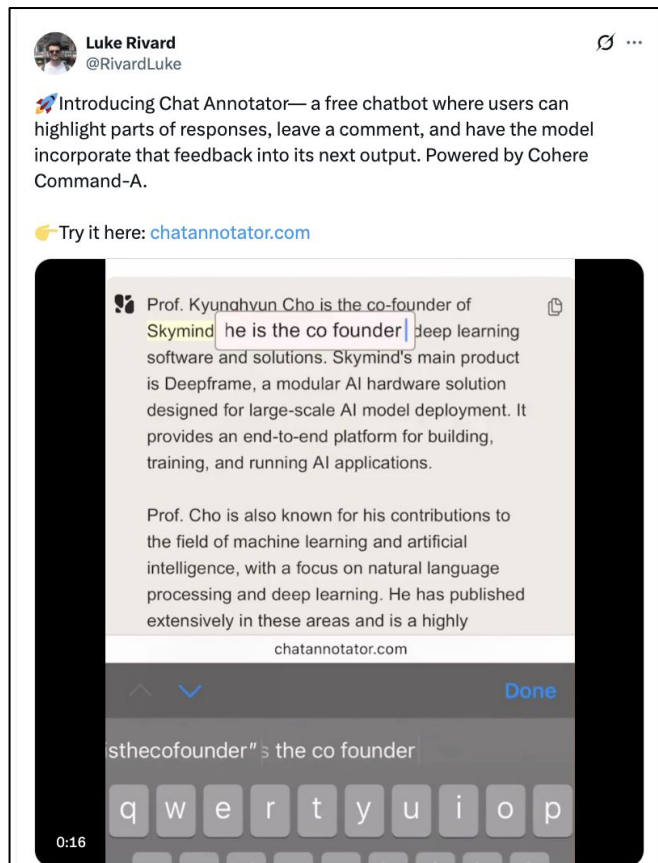 Luke Rivard
@RivardLuke
🚀Introducing Chat Annotator— a free chatbot where users can
highlight parts of responses, leave a comment, and have the model
incorporate that feedback into its next output. Powered by Cohere
Command-A.
👉Try it here: chatannotator.com
Prof. Kyunghyun Cho is the co-founder of
Skymind he is the co founder deep learning
software and solutions. Skymind's main product
is Deepframe, a modular AI hardware solution
designed for large-scale AI model deployment. It
provides an end-to-end platform for building,
training, and running AI applications.
Prof. Cho is also known for his contributions to
the field of machine learning and artificial
intelligence, with a focus on natural language
processing and deep learning. He has published
extensively in these areas and is a highly
chatannotator.com
Done
isthecofounder" s the co founder
q w e r t y u i o p
0:16